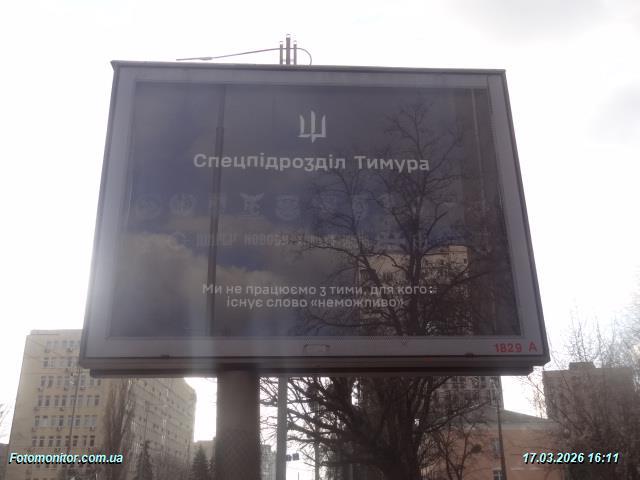 Спецпідрозділ Тимура
Ми не працюємо з тими, для кого
існує слово «неможливо»
1829 A
Fotomonitor.com.ua
17.03.2026 16:11